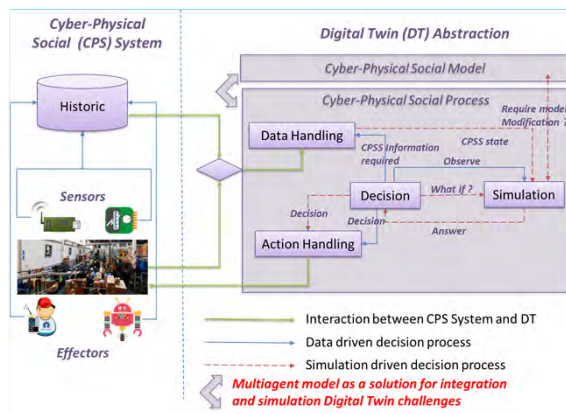 Cyber-Physical
Social (CPS) System
Digital Twin (DT) Abstraction
Cyber-Physical Social Model
Cyber-Physical Social Process
Historic
Require model
Modification ?
Data Handling
CPSS Information
required
CPSS state
Observe
Sensors
Decision
What if ?
Simulation
Decision
Decision
Answer
Action Handling
Effectors
Interaction between CPS System and DT
Data driven decision process
Simulation driven decision process
Multiagent model as a solution for integration
and simulation Digital Twin challenges